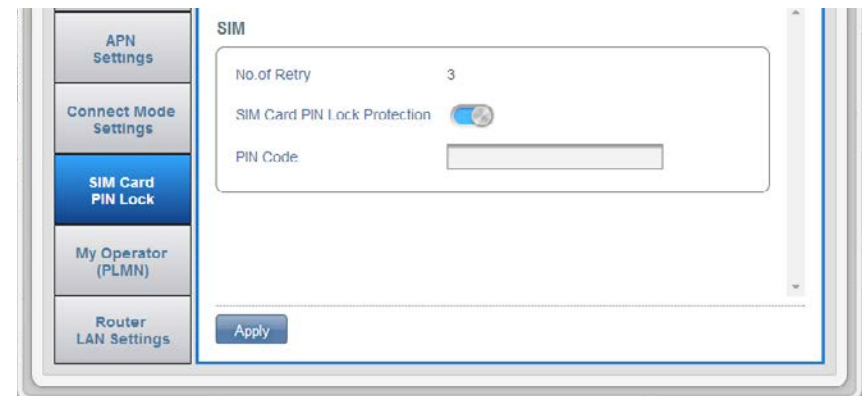 APN
Settings
Connect Mode
Settings
SIM Card
PIN Lock
My Operator
(PLMN)
Router
LAN Settings
SIM
No.of Retry 3
SIM Card PIN Lock Protection
PIN Code
Apply